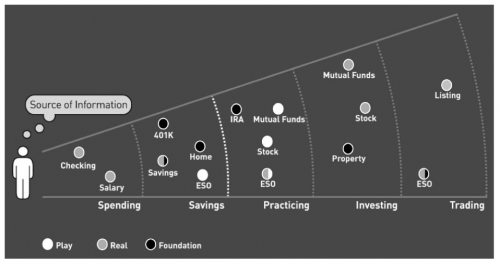 Source of Information
Checking
Salary
401K
Savings
Home
ESO
IRA
Mutual Funds
Stock
ESO
Mutual Funds
Stock
Property
Listing
ESO
Spending
Savings
Practicing
Investing
Trading
Play
Real
Foundation